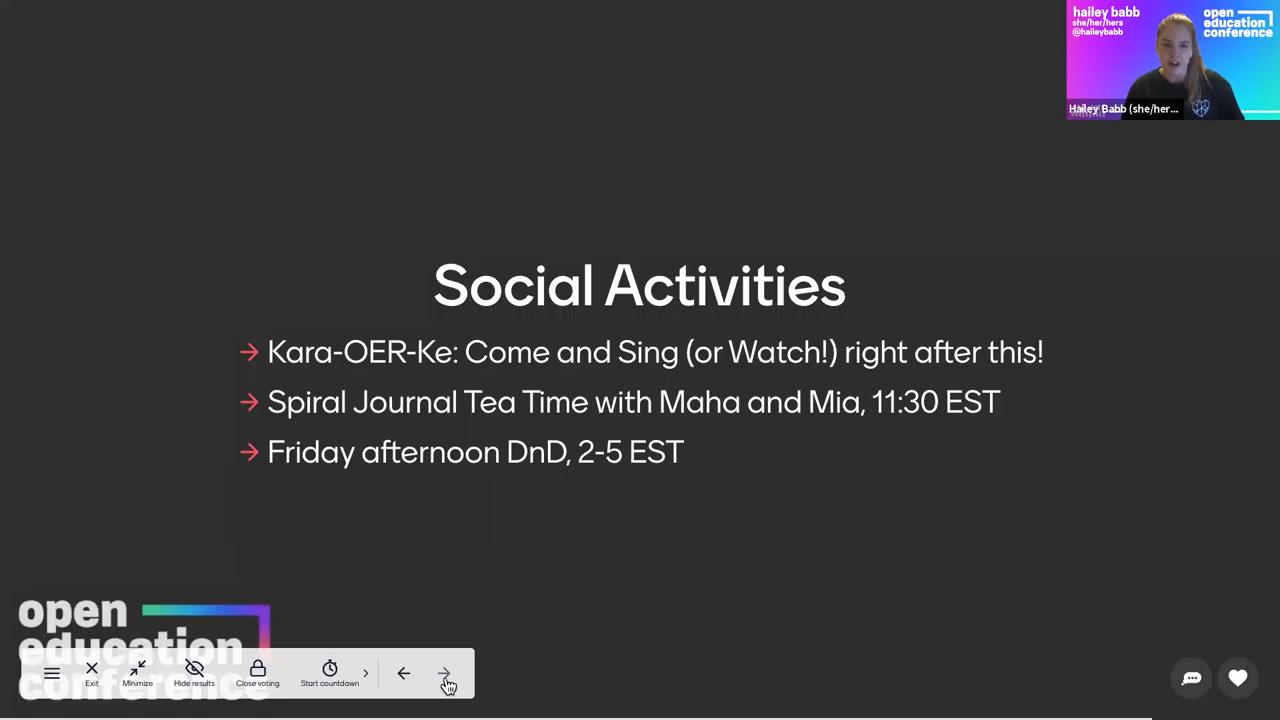 hailey babb
she/her/hers
@haileybabb
open
education
conference
Hailey Babb (she/her...
Social Activities
→ Kara-OER-Ke: Come and Sing (or Watch!) right after this!
→ Spiral Journal Tea Time with Maha and Mia, 11:30 EST
→ Friday afternoon DnD, 2-5 EST
open
education
conference
Exit
Minimize
Hide results
Close voting
Start countdown